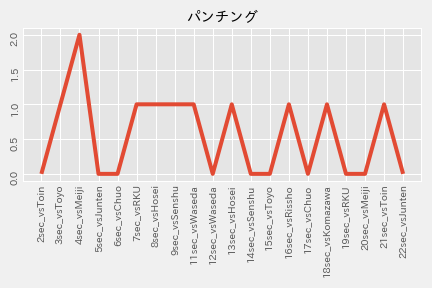 パンチング
2.0
1.5
1.0
0.5
0.0
2sec_vsToin
3sec_vsToyo
4sec_vsMeiji
5sec_vsJunten
6sec_vsChuo
7sec_vsRKU
8sec_vsHosei
9sec_vsSenshu
11sec_vsWaseda
12sec_vsWaseda
13sec_vsHosei
14sec_vsSenshu
15sec_vsToyo
16sec_vsRissho
17sec_vsChuo
18sec_vsKomazawa
19sec_vsRKU
20sec_vsMeiji
21sec_vsToin
22sec_vsJunten